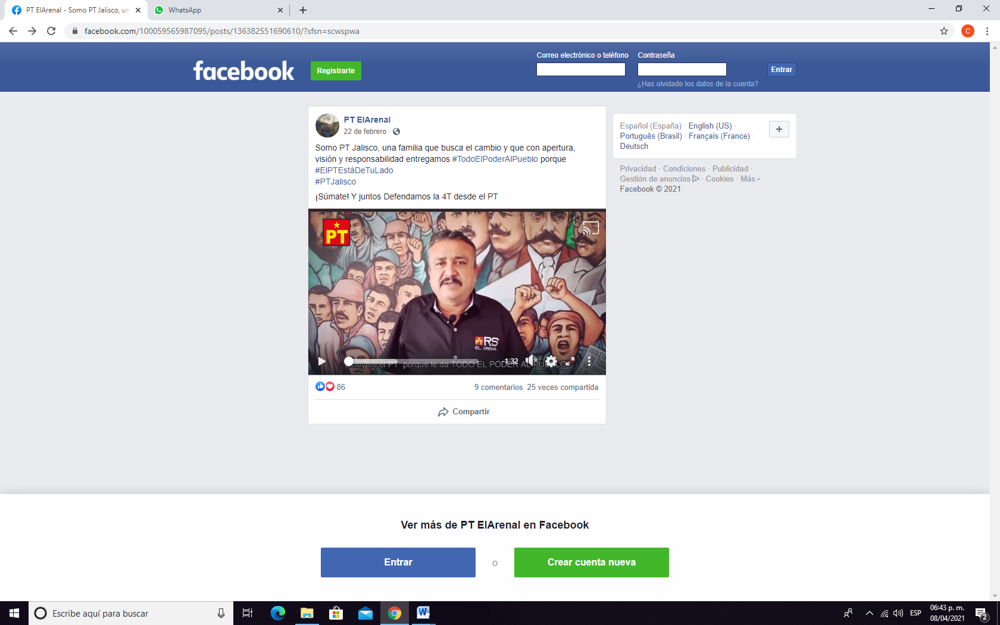 PT ElArenal - Somo PT Jalisco, un
WhatsApp
facebook.com/100059565987095/posts/136382551690610/?sfsn=scwspwa
C
facebook
Registrarte
Correo electrónico o teléfono
Contraseña
Entrar
¿Has olvidado los datos de la cuenta?
PT ElArenal
22 de febrero ·
Somo PT Jalisco, una familia que busca el cambio y que con apertura,
visión y responsabilidad entregamos #TodoElPoderAlPueblo porque
#ElPTEstáDeTuLado
#PTJalisco
¡Súmate! Y juntos Defendamos la 4T desde el PT
PT
PTRS
EL ARENAL
-1:32
Estoy en el PT porque le da TODO EL PODER AL PUEBLO
86
9 comentarios 25 veces compartida
Compartir
Español (España) · English (US) ·
Português (Brasil) · Français (France) ·
Deutsch
Privacidad · Condiciones · Publicidad ·
Gestión de anuncios · Cookies · Más
Facebook © 2021
Ver más de PT ElArenal en Facebook
Entrar
o
Crear cuenta nueva
Escribe aquí para buscar
ESP
06:43 p. m.
08/04/2021
2